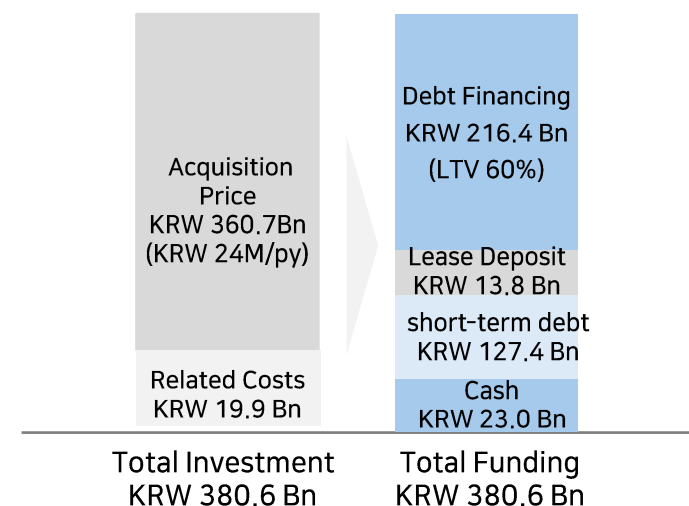 Acquisition
Price
KRW 360.7Bn
(KRW 24M/py)
Related Costs
KRW 19.9 Bn
Total Investment
KRW 380.6 Bn
Debt Financing
KRW 216.4 Bn
(LTV 60%)
Lease Deposit
KRW 13.8 Bn
short-term debt
KRW 127.4 Bn
Cash
KRW 23.0 Bn
Total Funding
KRW 380.6 Bn